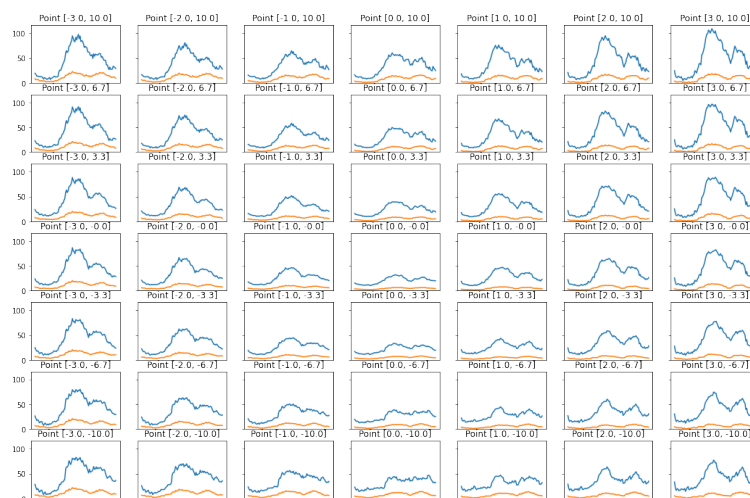 Point [-3.0, 10.0] Point [-2.0, 10.0] Point [-1.0, 10.0] Point [0.0, 10.0] Point [1.0, 10.0] Point [2.0, 10.0] Point [3.0, 10.0]
100
50
0
Point [-3.0, 6.7] Point [-2.0, 6.7] Point [-1.0, 6.7] Point [0.0, 6.7] Point [1.0, 6.7] Point [2.0, 6.7] Point [3.0, 6.7]
100
50
0
Point [-3.0, 3.3] Point [-2.0, 3.3] Point [-1.0, 3.3] Point [0.0, 3.3] Point [1.0, 3.3] Point [2.0, 3.3] Point [3.0, 3.3]
100
50
0
Point [-3.0, -0.0] Point [-2.0, -0.0] Point [-1.0, -0.0] Point [0.0, -0.0] Point [1.0, -0.0] Point [2.0, -0.0] Point [3.0, -0.0]
100
50
0
Point [-3.0, -3.3] Point [-2.0, -3.3] Point [-1.0, -3.3] Point [0.0, -3.3] Point [1.0, -3.3] Point [2.0, -3.3] Point [3.0, -3.3]
100
50
0
Point [-3.0, -6.7] Point [-2.0, -6.7] Point [-1.0, -6.7] Point [0.0, -6.7] Point [1.0, -6.7] Point [2.0, -6.7] Point [3.0, -6.7]
100
50
0
Point [-3.0, -10.0] Point [-2.0, -10.0] Point [-1.0, -10.0] Point [0.0, -10.0] Point [1.0, -10.0] Point [2.0, -10.0] Point [3.0, -10.0]
100
50